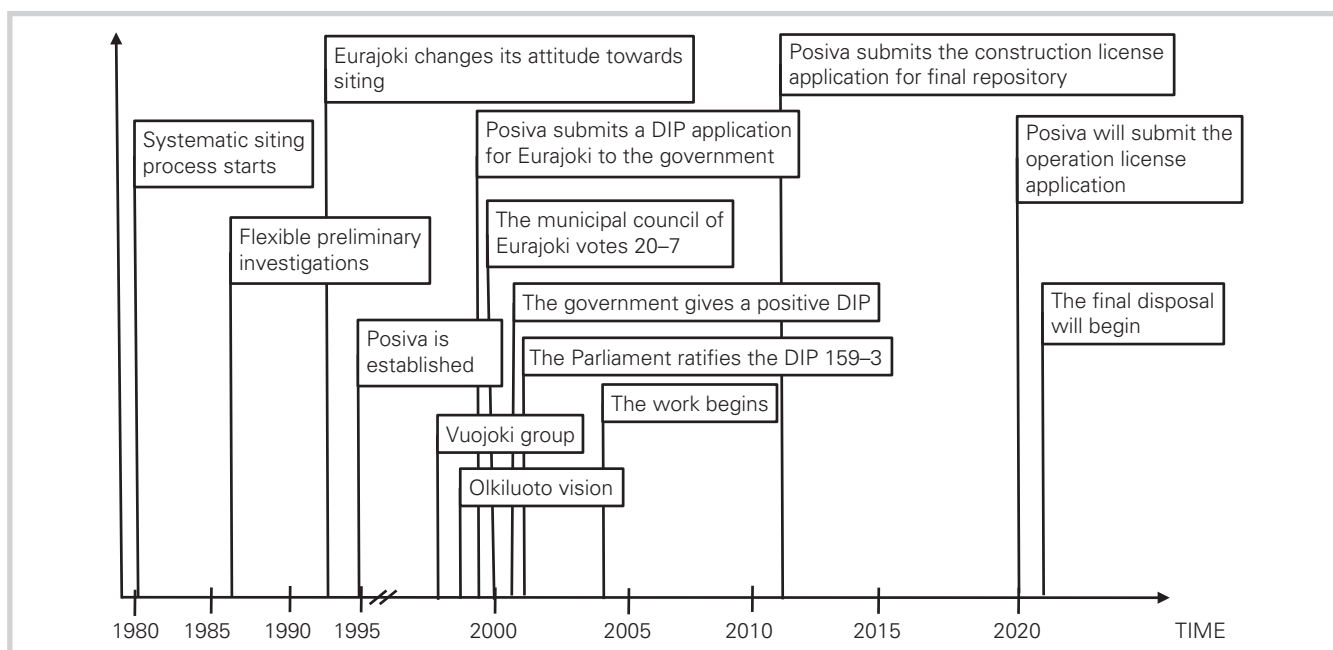 Eurajoki changes its attitude towards
siting
Posiva submits the construction license
application for final repository
Systematic siting
process starts
Posiva submits a DIP application
for Eurajoki to the government
Posiva will submit the
operation license
application
Flexible preliminary
investigations
The municipal council of
Eurajoki votes 20–7
The government gives a positive DIP
The final disposal
will begin
Posiva is
established
The Parliament ratifies the DIP 159–3
The work begins
Vuojoki group
Olkiluoto vision
1980 1985 1990 1995 2000 2005 2010 2015 2020 TIME